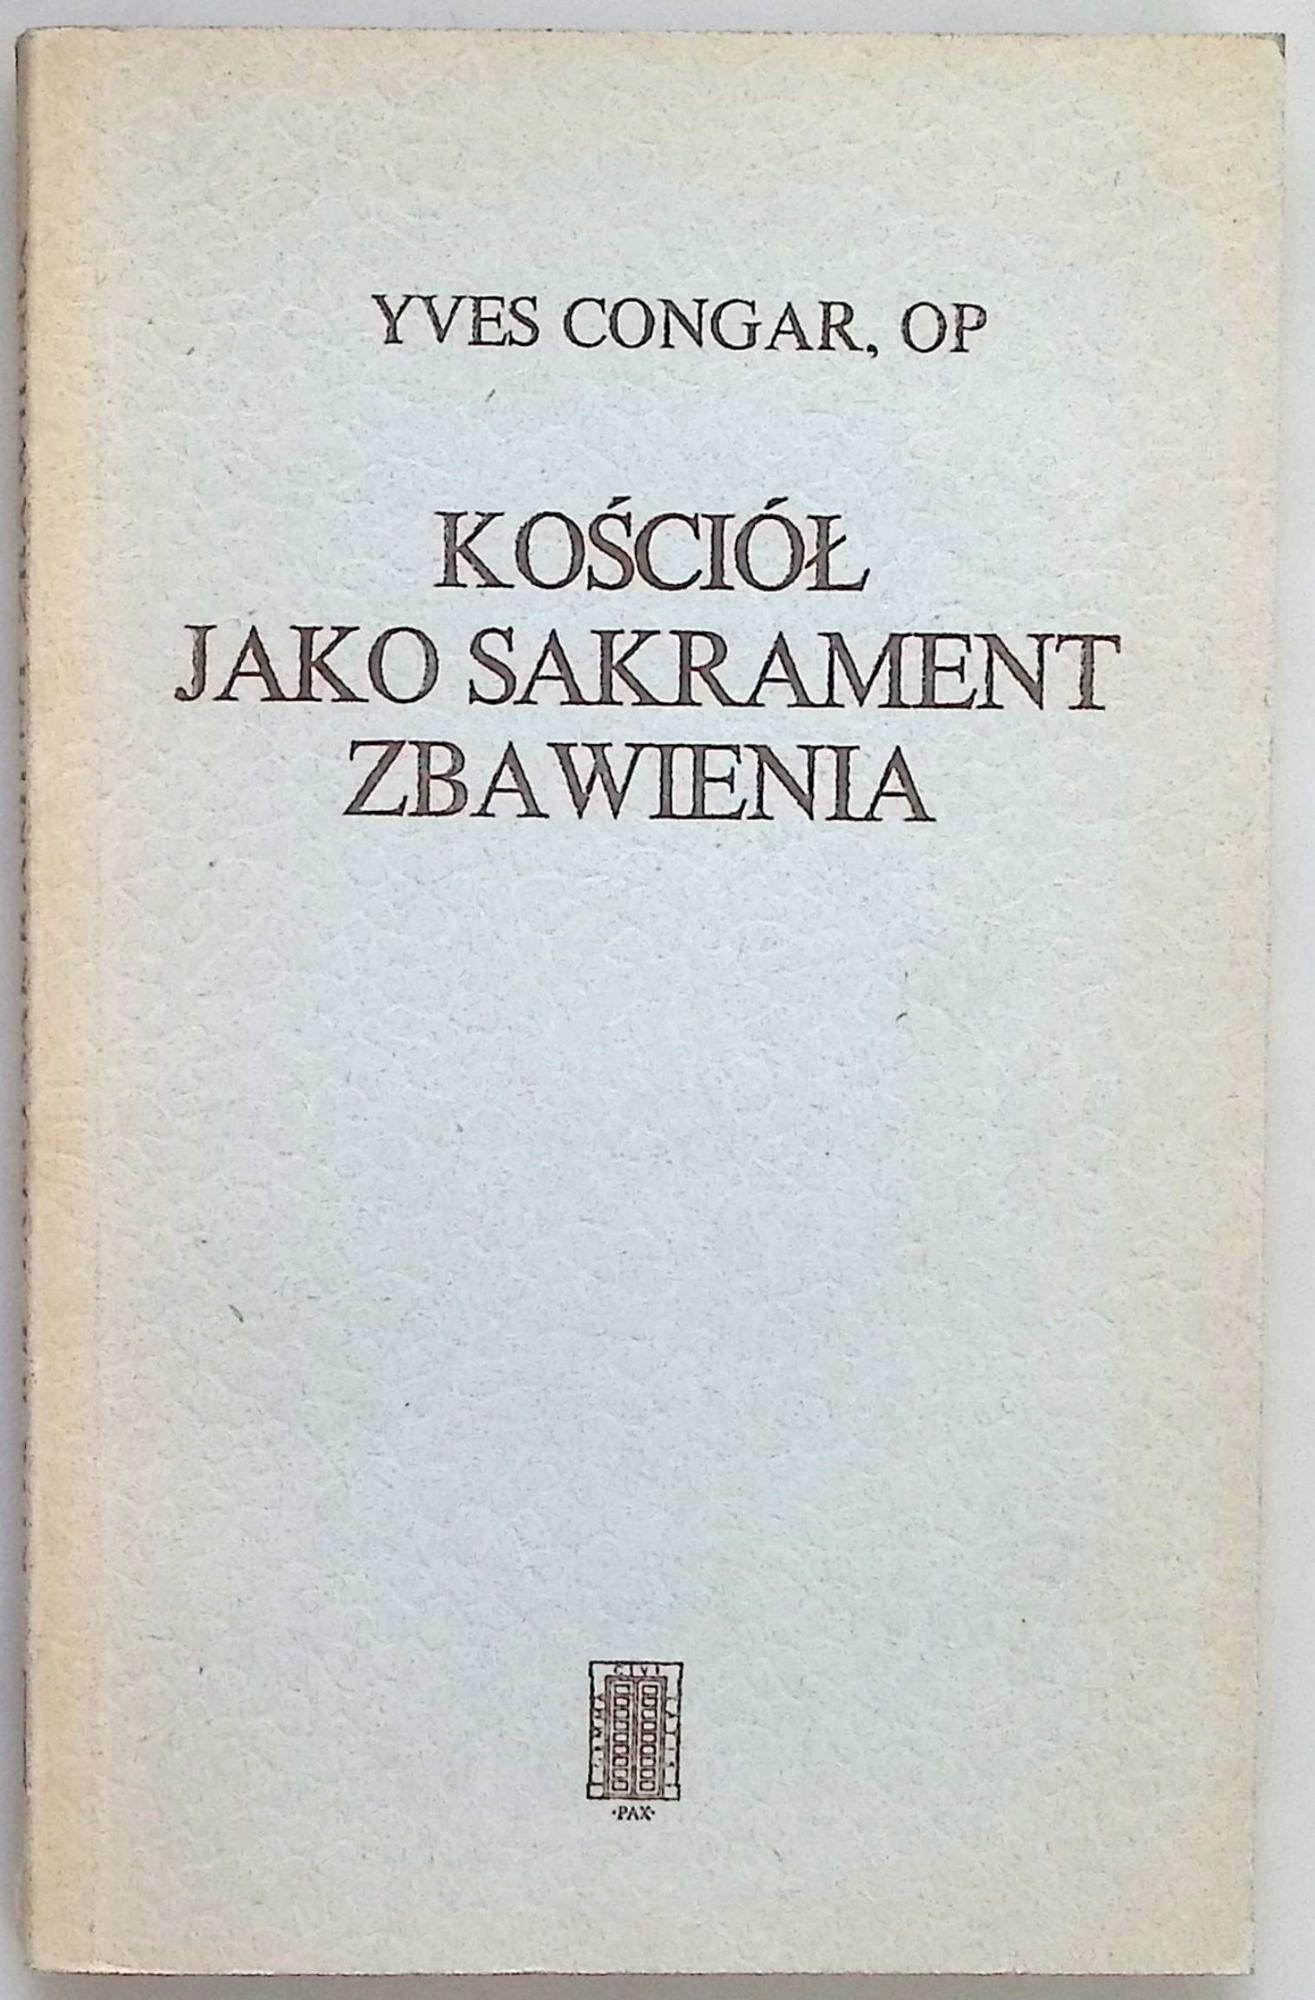 YVES CONGAR, OP
KOŚCIÓŁ
JAKO SAKRAMENT
ZBAWIENIA
·PAX·